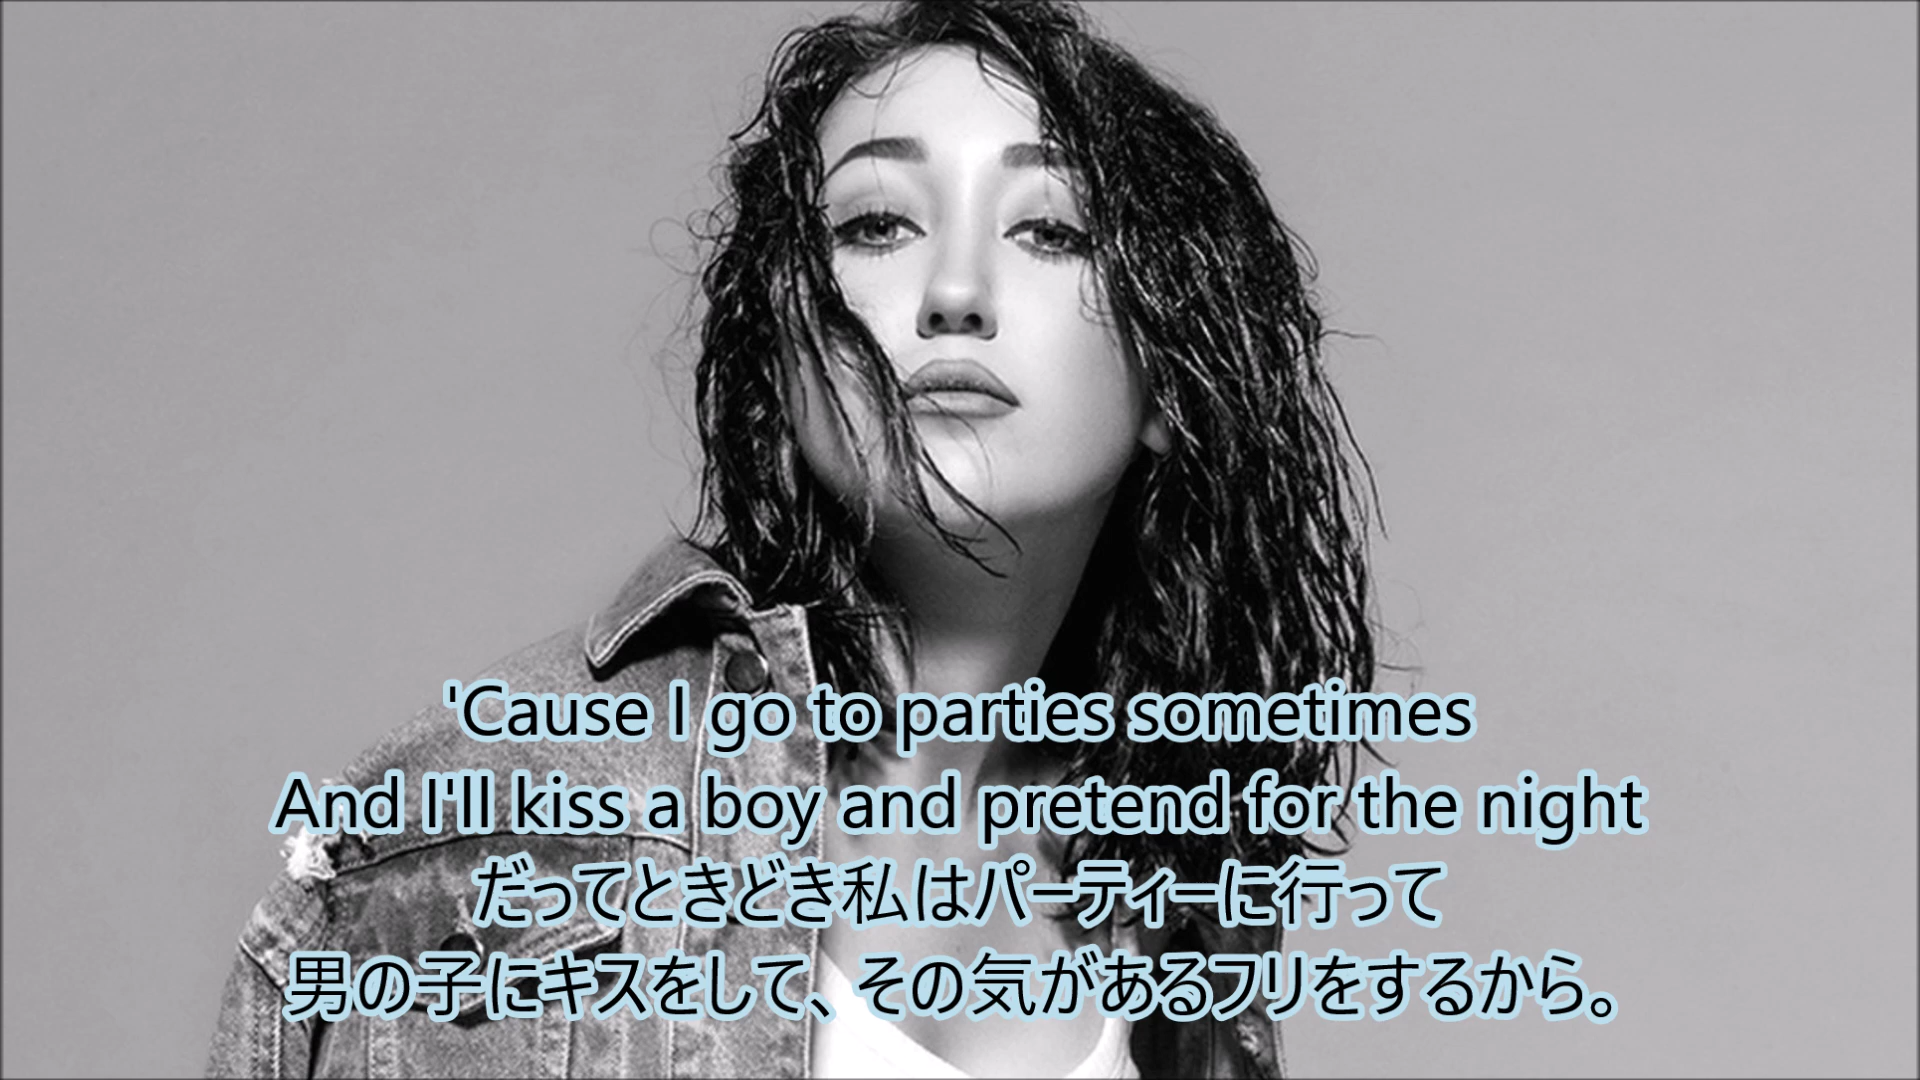 'Cause I go to parties sometimes
And I'll kiss a boy and pretend for the night
だってときどき私はパーティーに行って
男の子にキスをして、その気があるフリをするから。